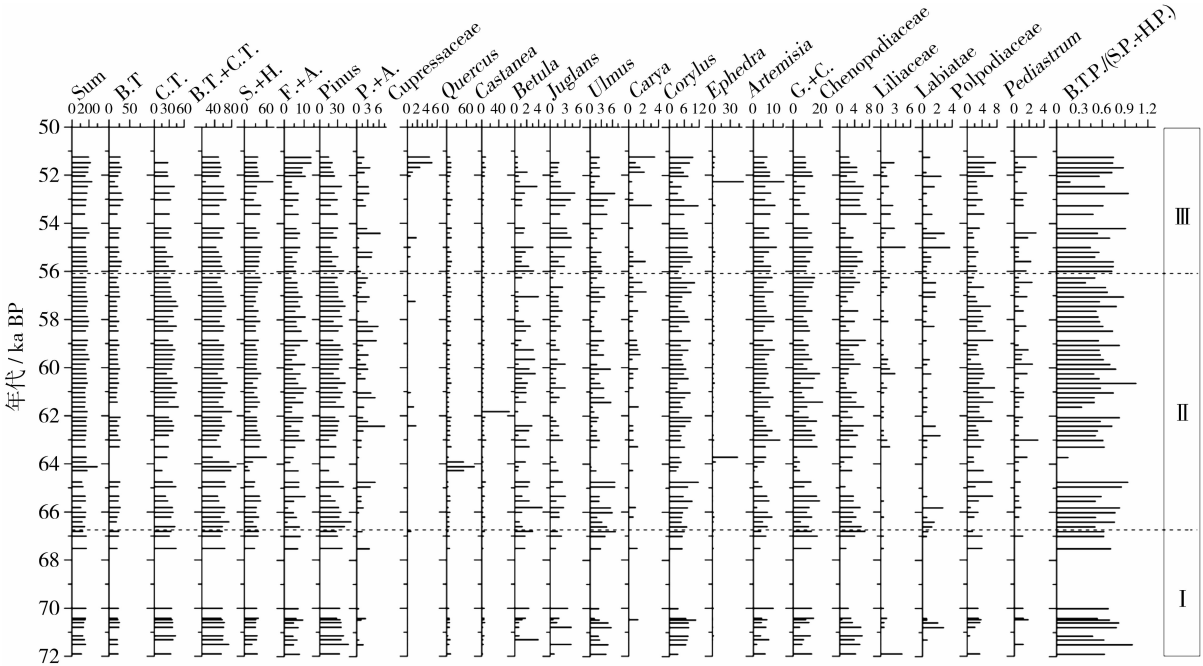 Sum B.T C.T. B.T.+C.T. S.+H. F.+A. Pinus P.+A. Cupressaceae Quercus Castanea Betula Juglans Ulmus Carya Corylus Ephedra Artemisia G.+C. Chenopodiaceae Liliaceae Labiatae Polpodiaceae Pediastrum B.T.P./(S.P.+H.P.)
0 200 0 50 0 30 60 40 80 0 60 0 10 0 30 0 3 6 0 2 4 6 0 60 0 40 0 2 4 0 3 6 0 3 6 0 2 4 0 6 12 0 30 0 10 0 20 0 4 8 0 3 6 0 2 4 0 4 8 0 2 4 0 0.3 0.6 0.9 1.2
50
52
54
III
56
58
年代/ka BP
60
62
II
64
66
68
70
I
72